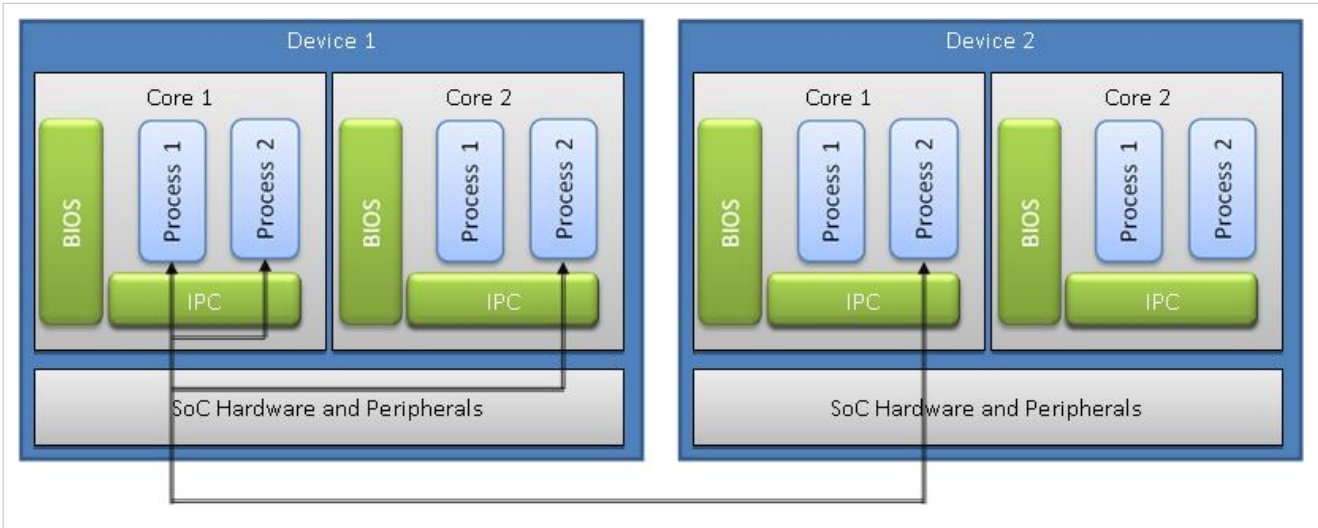 Device 1
Core 1
BIOS
Process 1
Process 2
IPC
Core 2
BIOS
Process 1
Process 2
IPC
SoC Hardware and Peripherals
Device 2
Core 1
BIOS
Process 1
Process 2
IPC
Core 2
BIOS
Process 1
Process 2
IPC
SoC Hardware and Peripherals